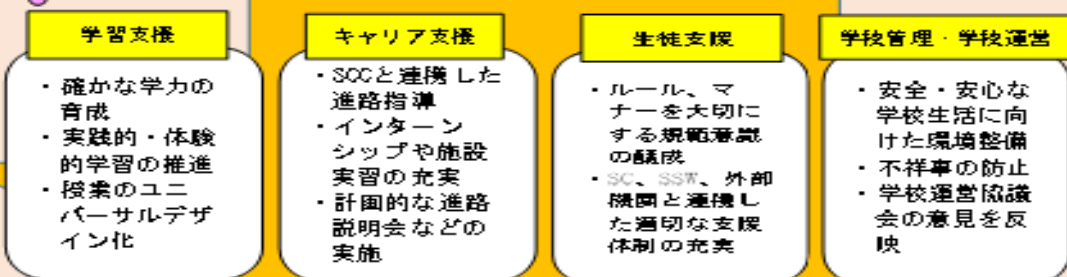 学習支援
・確かな学力の
育成
・実践的・体験
的学習の推進
・授業のユニ
バーサルデザ
イン化
キャリア支援
・SCCと連携した
進路指導
・インターン
シップや施設
実習の充実
・計画的な進路
説明会などの
実施
生徒支援
・ルール、マ
ナーを大切に
する規範意識
の醸成
・SC、SSW、外部
機関と連携し
た適切な支援
体制の充実
学校管理・学校運営
・安全・安心な
学校生活に向
けた環境整備
・不祥事の防止
・学校運営協議
会の意見を反
映